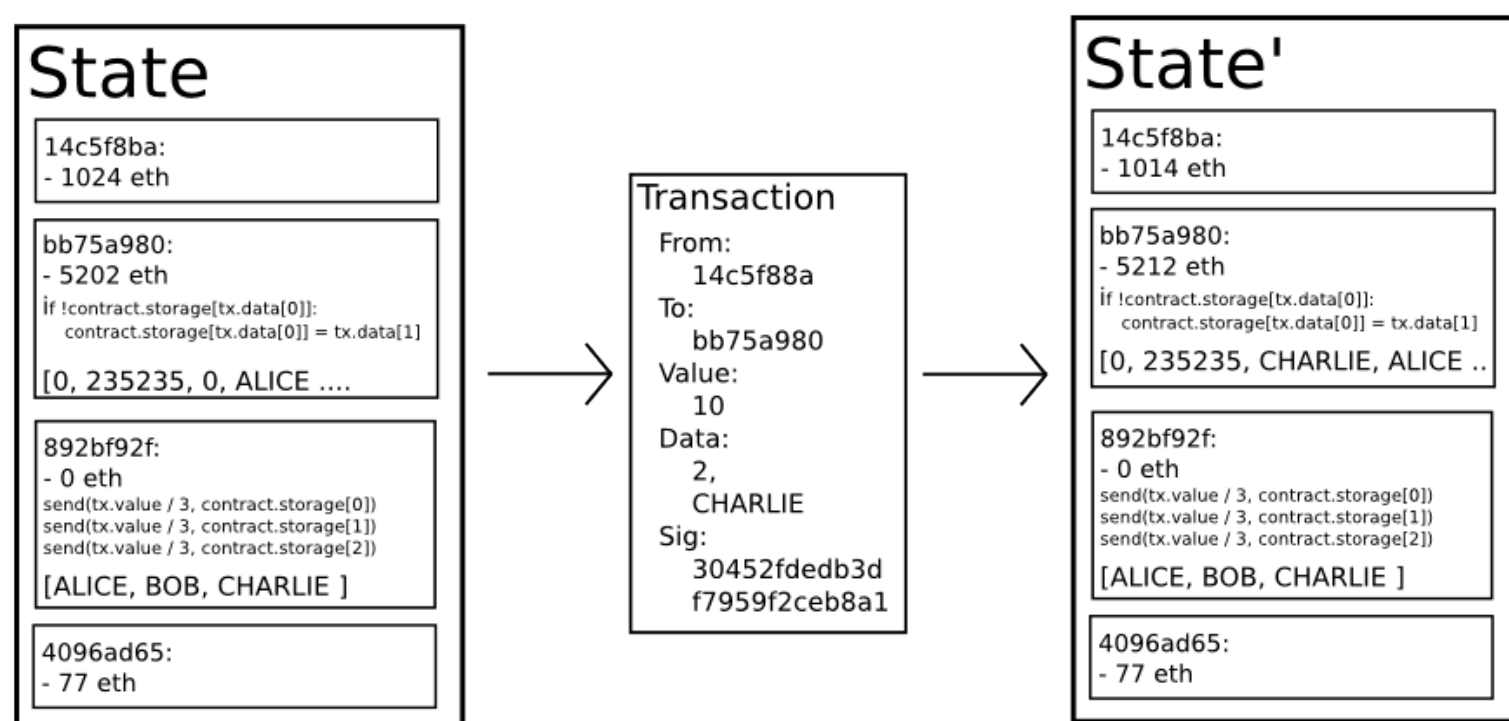 State
14c5f8ba:
- 1024 eth
bb75a980:
- 5202 eth
if !contract.storage[tx.data[0]]:
contract.storage[tx.data[0]] = tx.data[1]
[0, 235235, 0, ALICE ....
892bf92f:
- 0 eth
send(tx.value / 3, contract.storage[0])
send(tx.value / 3, contract.storage[1])
send(tx.value / 3, contract.storage[2])
[ALICE, BOB, CHARLIE ]
4096ad65:
- 77 eth
Transaction
From:
14c5f88a
To:
bb75a980
Value:
10
Data:
2,
CHARLIE
Sig:
30452fdedb3d
f7959f2ceb8a1
State'
14c5f8ba:
- 1014 eth
bb75a980:
- 5212 eth
if !contract.storage[tx.data[0]]:
contract.storage[tx.data[0]] = tx.data[1]
[0, 235235, CHARLIE, ALICE ..
892bf92f:
- 0 eth
send(tx.value / 3, contract.storage[0])
send(tx.value / 3, contract.storage[1])
send(tx.value / 3, contract.storage[2])
[ALICE, BOB, CHARLIE ]
4096ad65:
- 77 eth